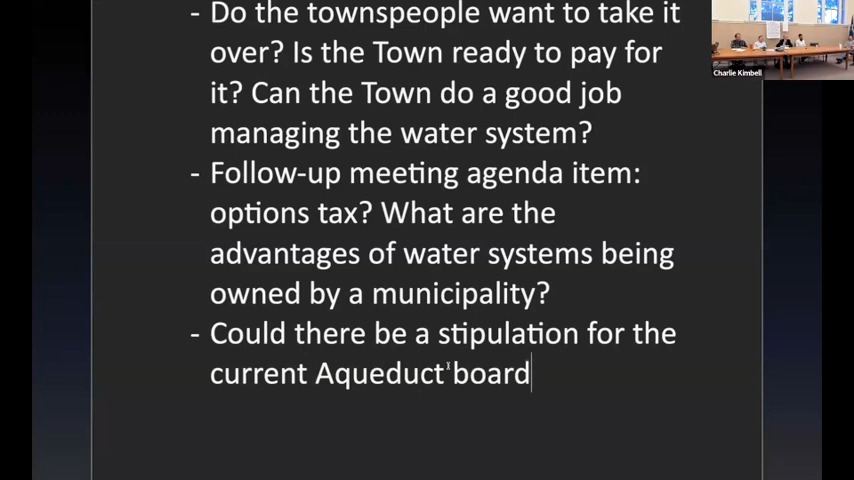 - Do the townspeople want to take it
over? Is the Town ready to pay for
it? Can the Town do a good job
managing the water system?
- Follow-up meeting agenda item:
options tax? What are the
advantages of water systems being
owned by a municipality?
- Could there be a stipulation for the
current Aqueduct board
Charlie Kimbell